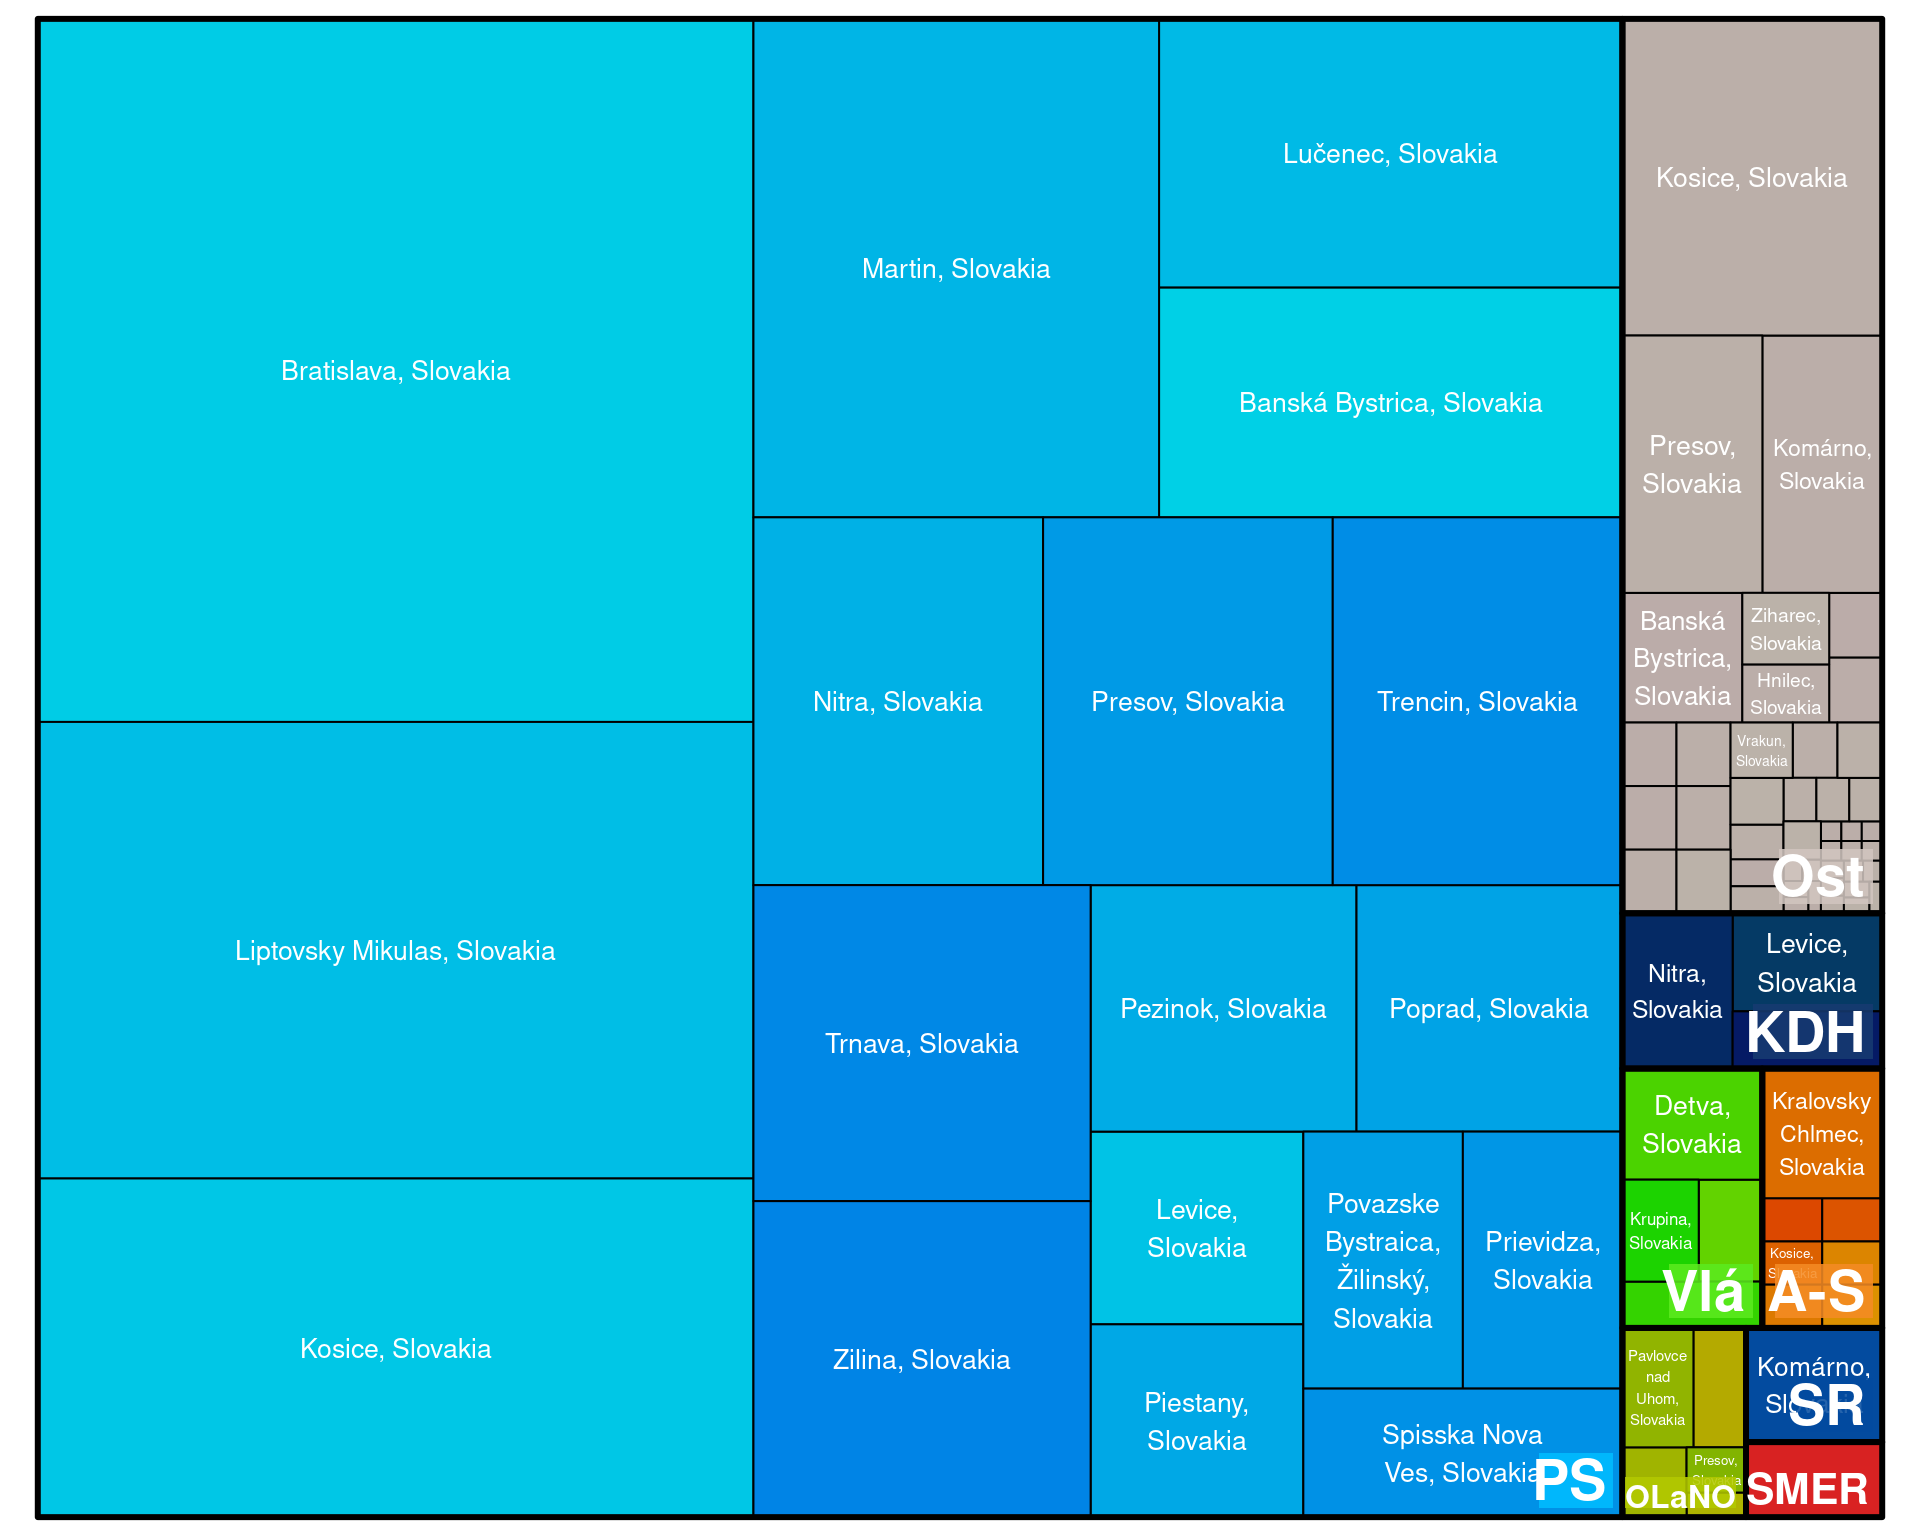 Bratislava, Slovakia
Liptovsky Mikulas, Slovakia
Kosice, Slovakia
Martin, Slovakia
Lučenec, Slovakia
Banská Bystrica, Slovakia
Nitra, Slovakia
Presov, Slovakia
Trencin, Slovakia
Trnava, Slovakia
Zilina, Slovakia
Pezinok, Slovakia
Poprad, Slovakia
Levice,
Slovakia
Piestany,
Slovakia
Povazske
Bystraica,
Žilinský,
Slovakia
Prievidza,
Slovakia
Spisska Nova
Ves, Slovakia
PS
Kosice, Slovakia
Presov,
Slovakia
Komárno,
Slovakia
Banská
Bystrica,
Slovakia
Ziharec,
Slovakia
Hnilec,
Slovakia
Vrakun,
Slovakia
Ost
Nitra,
Slovakia
Levice,
Slovakia
KDH
Detva,
Slovakia
Krupina,
Slovakia
Vlá
Kralovsky
Chlmec,
Slovakia
Kosice,
A-S
Pavlovce
nad
Uhom,
Slovakia
Presov,
OLaNO
Komárno,
SR
SMER